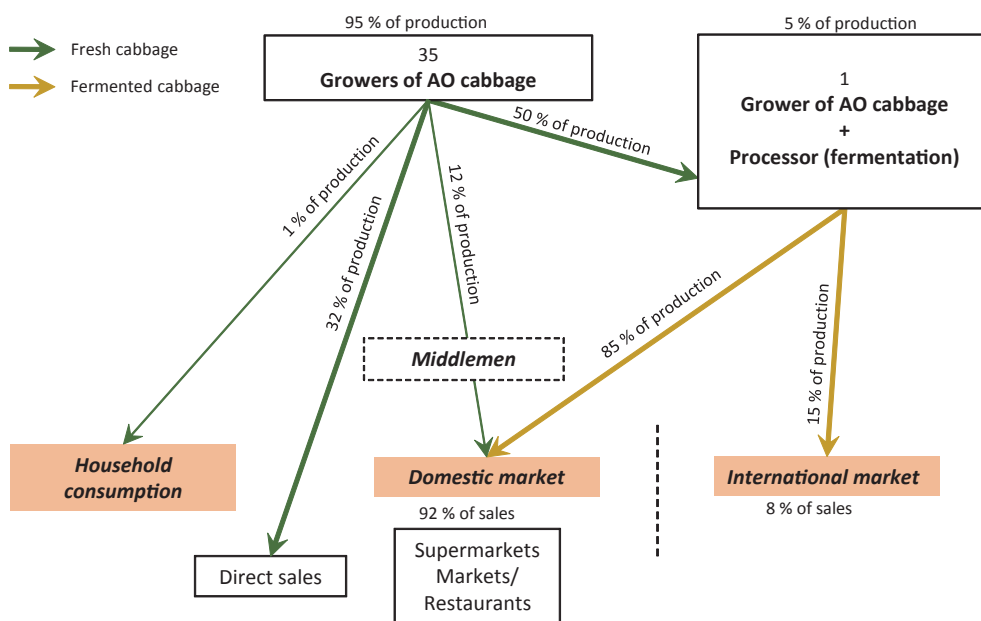 95 % of production
5 % of production
Fresh cabbage
Fermented cabbage
35
Growers of AO cabbage
1
Grower of AO cabbage
+
Processor (fermentation)
50 % of production
1 % of production
32 % of production
12 % of production
85 % of production
15 % of production
Middlemen
Household
consumption
Domestic market
International market
92 % of sales
8 % of sales
Direct sales
Supermarkets
Markets/
Restaurants